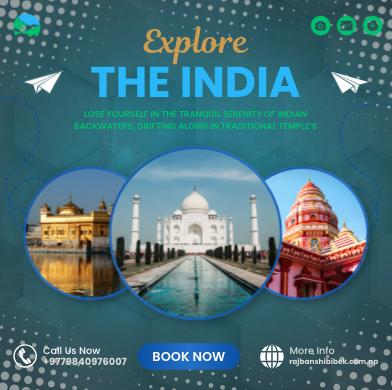 Explore
THE INDIA
LOSE YOURSELF IN THE TRANQUIL SERENITY OF INDIAN
BACKWATERS, DRIFTING ALONG IN TRADITIONAL TEMPLE'S
Call Us Now
+9779840976007
BOOK NOW
More Info
rajbanshibibek.com.np